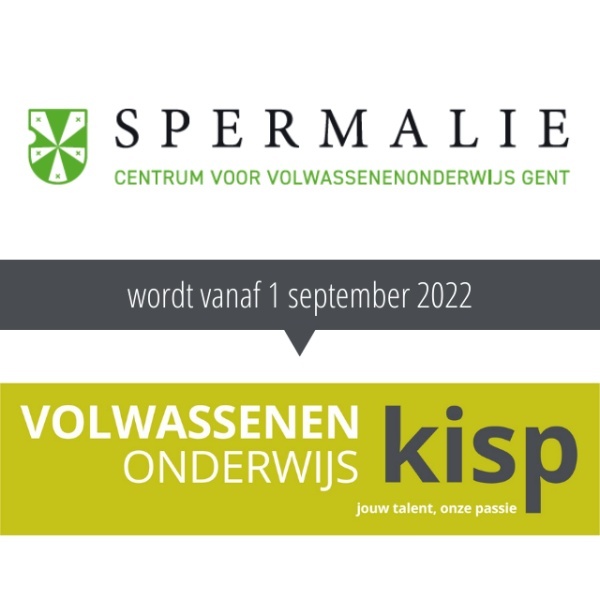 SPERMALIE
CENTRUM VOOR VOLWASSENENONDERWIJS GENT
wordt vanaf 1 september 2022
VOLWASSENEN
ONDERWIJS
kisp
jouw talent, onze passie